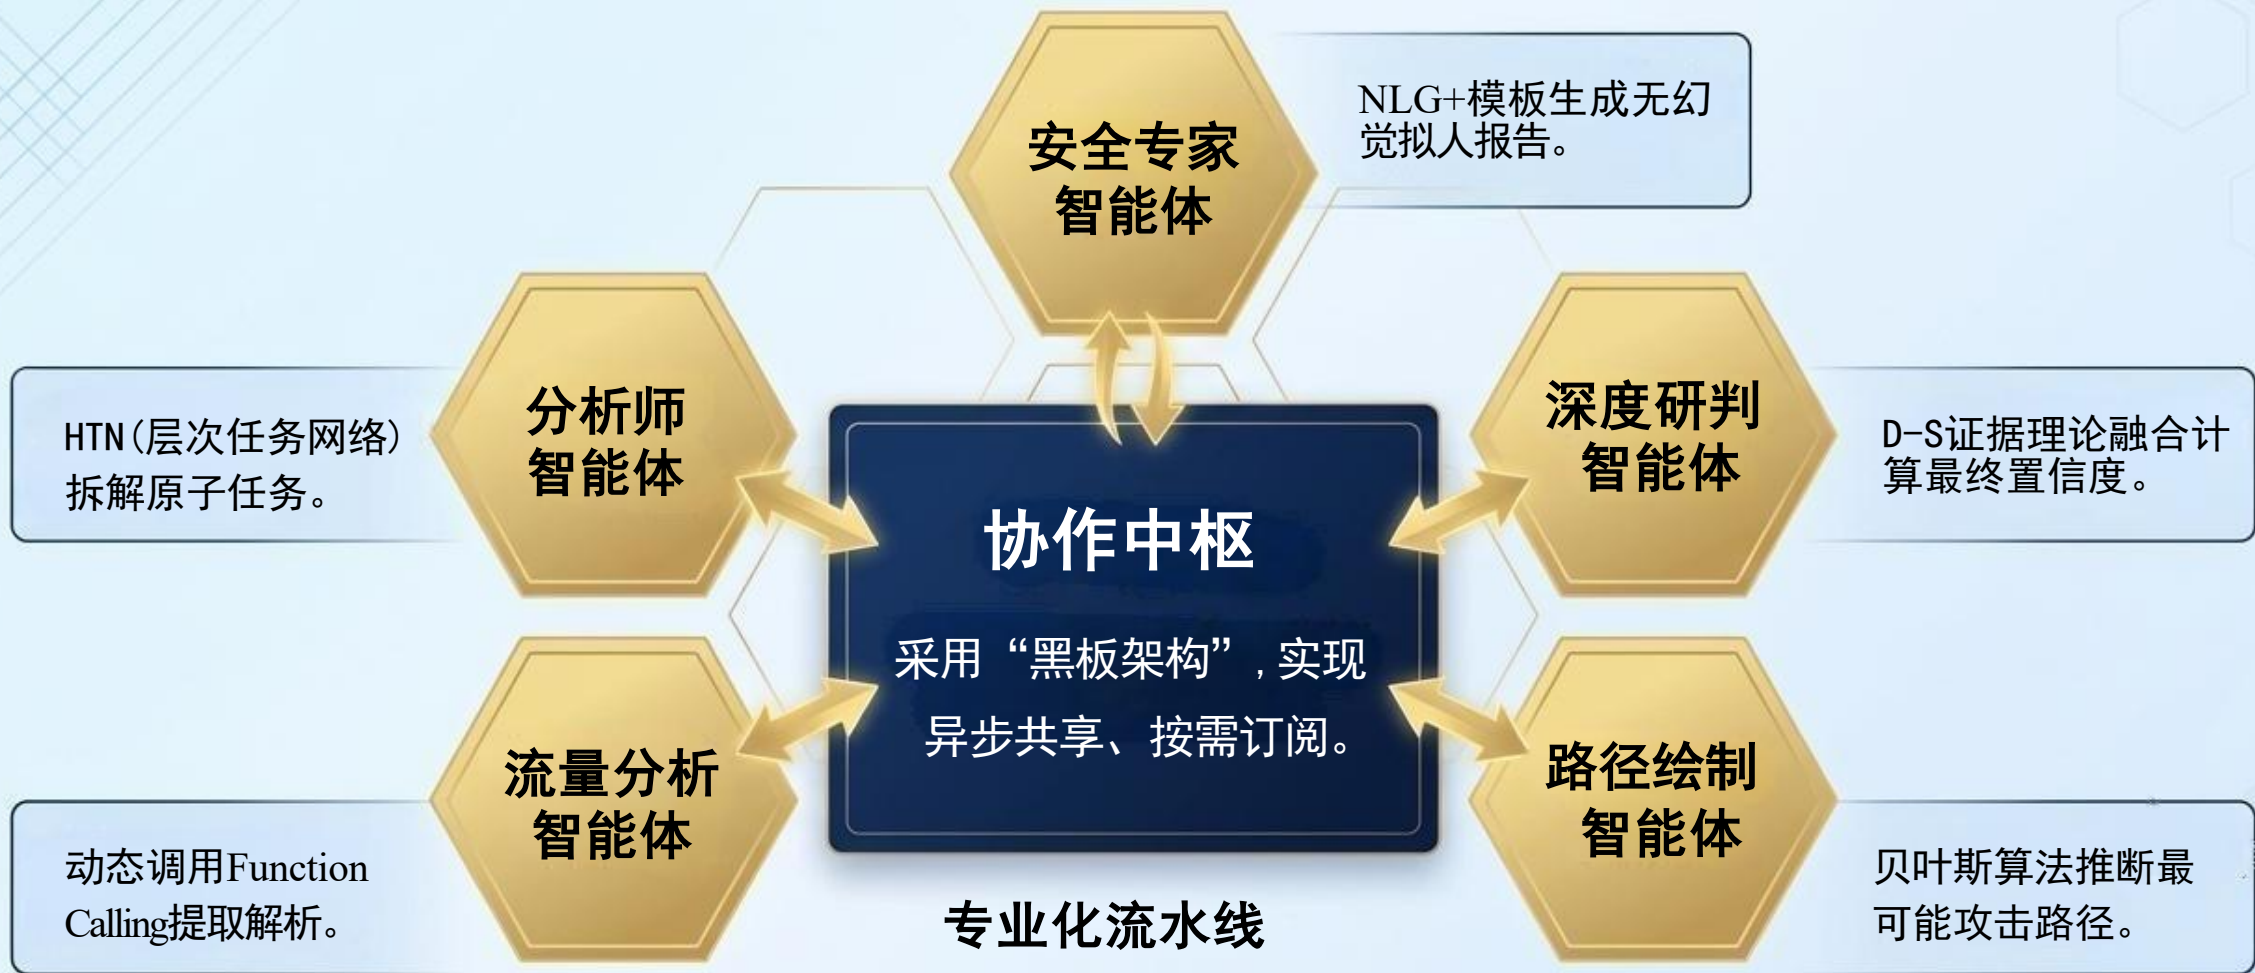 安全专家
智能体
NLG+模板生成无幻
觉拟人报告。
分析师
智能体
HTN(层次任务网络)
拆解原子任务。
深度研判
智能体
D-S证据理论融合计
算最终置信度。
协作中枢
采用“黑板架构”,实现
异步共享、按需订阅。
流量分析
智能体
动态调用Function
Calling提取解析。
路径绘制
智能体
贝叶斯算法推断最
可能攻击路径。
专业化流水线